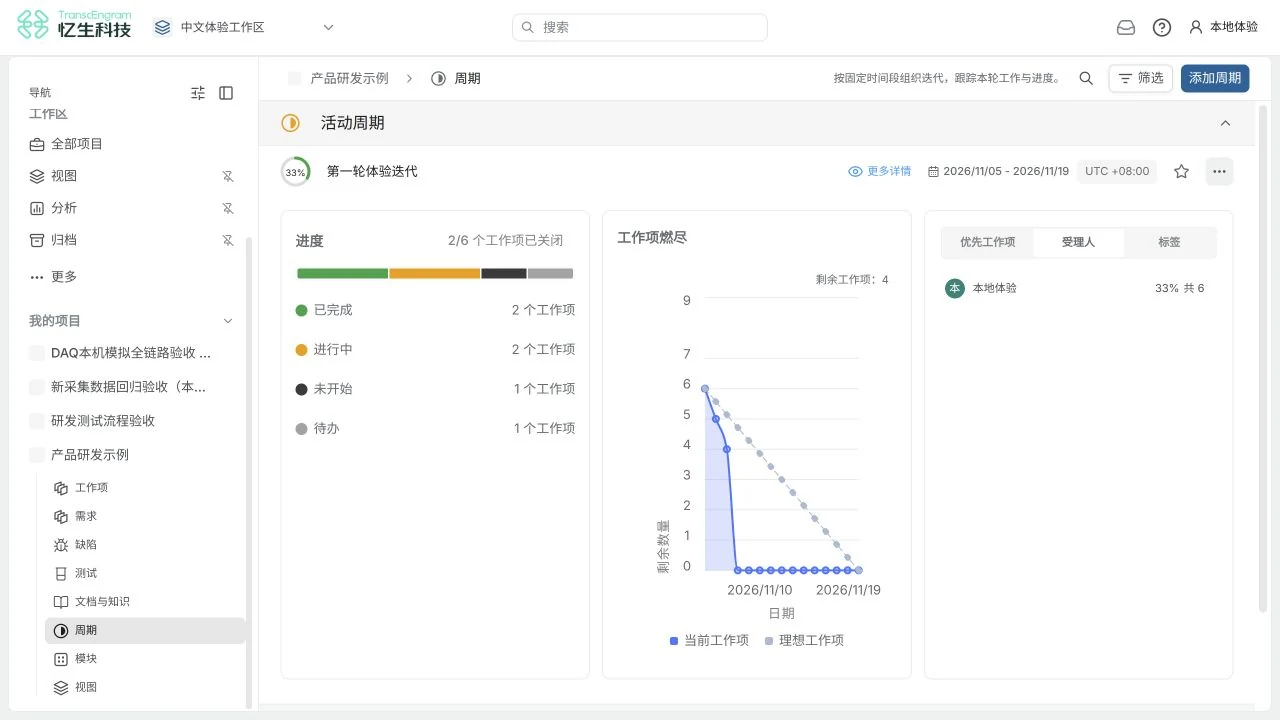 TranscEngram
忆生科技
中文体验工作区
搜索
本地体验
导航
工作区
全部项目
视图
分析
归档
更多
我的项目
DAQ本机模拟全链路验收 ...
新采集数据回归验收（本...
研发测试流程验收
产品研发示例
工作项
需求
缺陷
测试
文档与知识
周期
模块
视图
产品研发示例
周期
按固定时间段组织迭代，跟踪本轮工作与进度。
筛选
添加周期
活动周期
33%
第一轮体验迭代
更多详情
2026/11/05 - 2026/11/19
UTC +08:00
进度
2/6 个工作项已关闭
已完成
2 个工作项
进行中
2 个工作项
未开始
1 个工作项
待办
1 个工作项
工作项燃尽
剩余工作项: 4
9
7
6
5
4
3
2
1
0
剩余数量
2026/11/10
2026/11/19
日期
当前工作项
理想工作项
优先工作项
受理人
标签
本
本地体验
33% 共 6